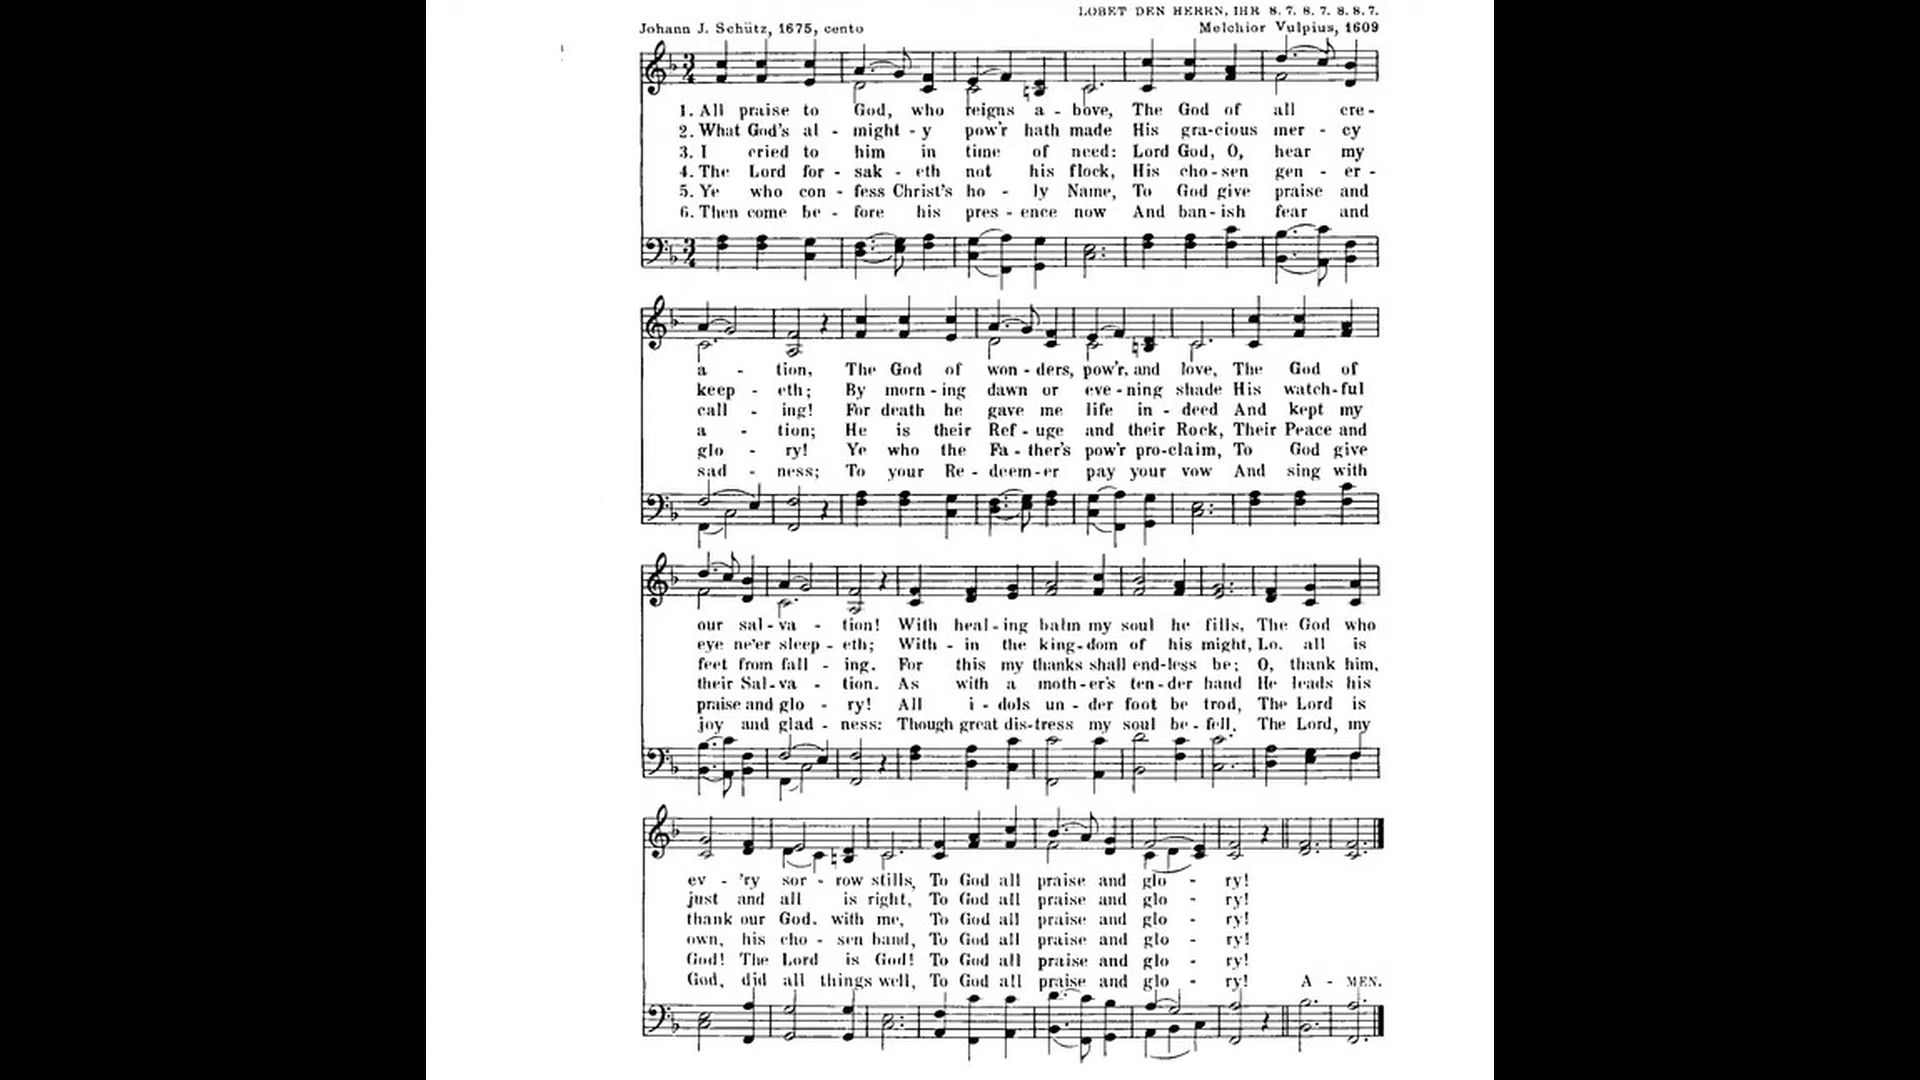 LOBET DEN HERRN, IHR 8. 7. 8. 7. 8. 8. 7.
Johann J. Schütz, 1675, cento Melchior Vulpius, 1609
1. All praise to God, who reigns a - bove, The God of all cre -
2. What God's al - might - y pow'r hath made His gra-cious mer - cy
3. I cried to him in time of need: Lord God, O, hear my
4. The Lord for - sak - eth not his flock, His cho - sen gen - er -
5. Ye who con - fess Christ's ho - ly Name, To God give praise and
6. Then come be - fore his pres - ence now And ban - ish fear and
a - tion, The God of won - ders, pow'r, and love, The God of
keep - eth; By morn - ing dawn or eve - ning shade His watch-ful
call - ing! For death he gave me life in - deed And kept my
a - tion; He is their Ref - uge and their Rock, Their Peace and
glo - ry! Ye who the Fa - ther's pow'r pro-claim, To God give
sad - ness; To your Re - deem - er pay your vow And sing with
our sal - va - tion! With heal - ing balm my soul he fills, The God who
eye ne'er sleep - eth; With - in the king - dom of his might, Lo. all is
feet from fall - ing. For this my thanks shall end-less be; O, thank him,
their Sal - va - tion. As with a moth-er's ten - der hand He leads his
praise and glo - ry! All i - dols un - der foot be trod, The Lord is
joy and glad - ness: Though great dis-tress my soul be - fell, The Lord, my
ev - 'ry sor - row stills, To God all praise and glo - ry!
just and all is right, To God all praise and glo - ry!
thank our God, with me, To God all praise and glo - ry!
own, his cho - sen band, To God all praise and glo - ry!
God! The Lord is God! To God all praise and glo - ry!
God, did all things well, To God all praise and glo - ry! A - MEN.